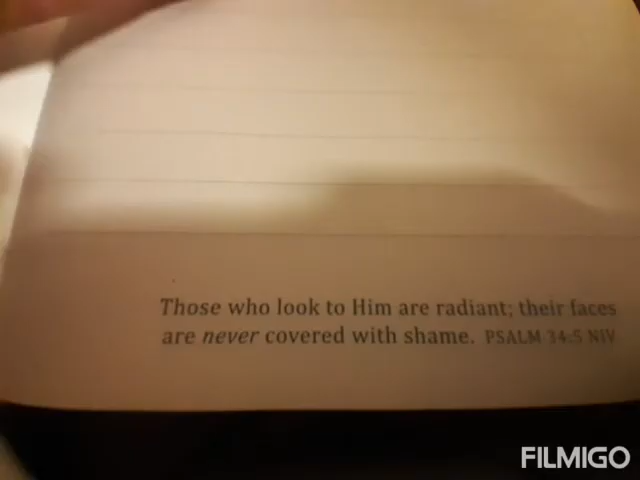 Those who look to Him are radiant; their faces
are never covered with shame. PSALM 34:5 NIV
FILMIGO